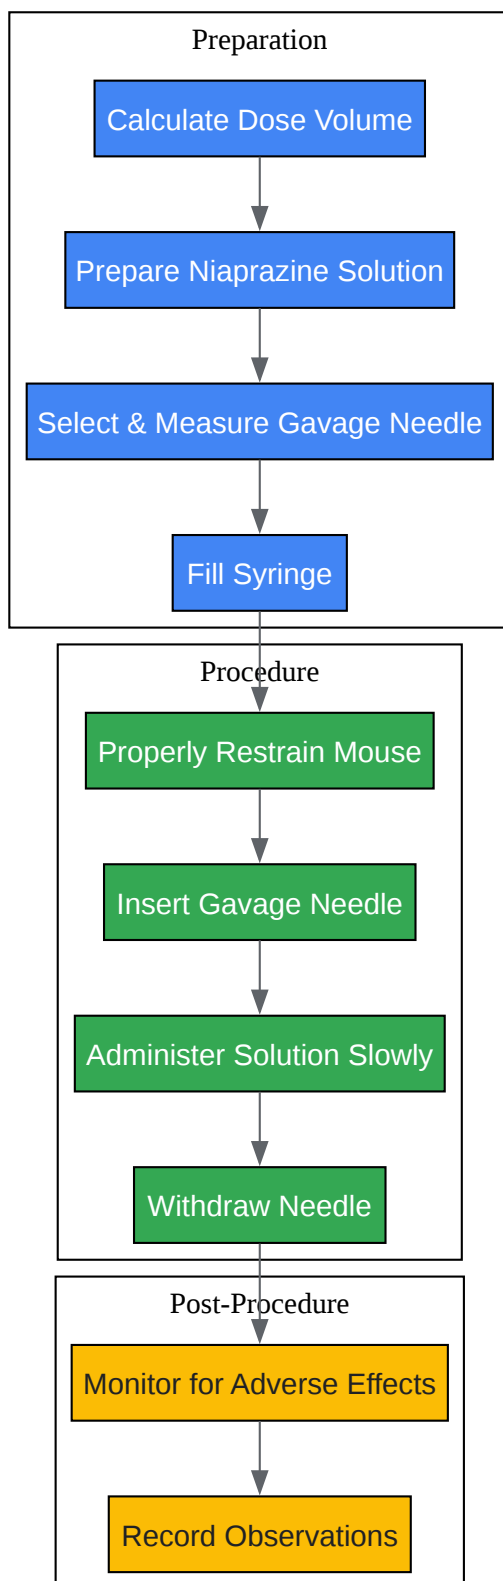 Preparation
Calculate Dose Volume
Prepare Niaprazine Solution
Select & Measure Gavage Needle
Fill Syringe
Procedure
Properly Restrain Mouse
Insert Gavage Needle
Administer Solution Slowly
Withdraw Needle
Post-Procedure
Monitor for Adverse Effects
Record Observations